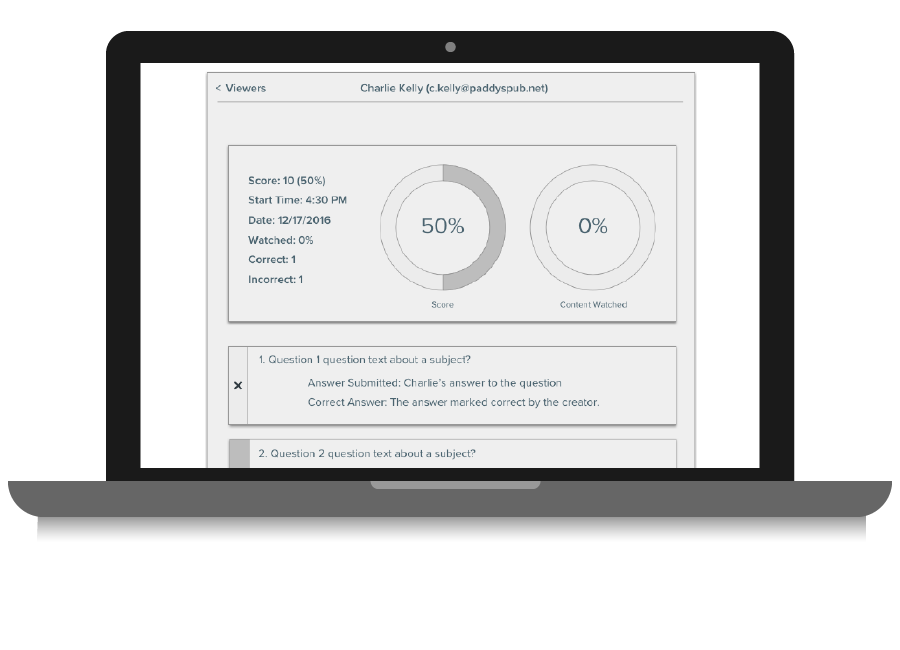 < Viewers
Charlie Kelly (c.kelly@paddyspub.net)
Score: 10 (50%)
Start Time: 4:30 PM
Date: 12/17/2016
Watched: 0%
Correct: 1
Incorrect: 1
50%
Score
0%
Content Watched
1. Question 1 question text about a subject?
Answer Submitted: Charlie’s answer to the question
Correct Answer: The answer marked correct by the creator.
2. Question 2 question text about a subject?